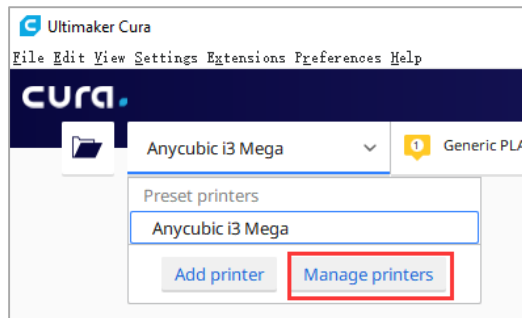 Ultimaker Cura
File Edit View Settings Extensions Preferences Help
cura.
Anycubic i3 Mega 1 Generic PLA
Preset printers
Anycubic i3 Mega
Add printer Manage printers